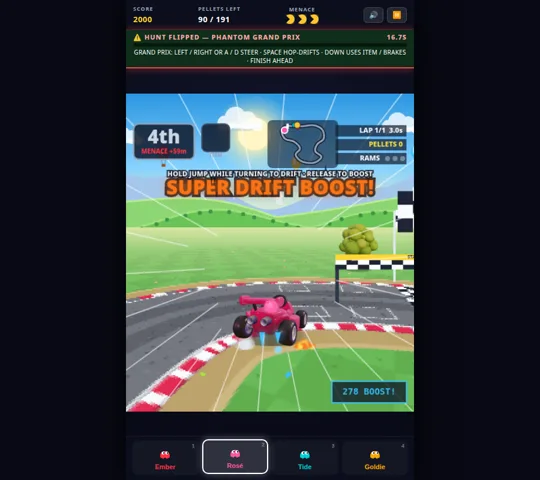 SCORE
2000
PELLETS LEFT
90 / 191
MENACE
⚠ HUNT FLIPPED — PHANTOM GRAND PRIX
16.7S
GRAND PRIX: LEFT / RIGHT OR A / D STEER · SPACE HOP-DRIFTS · DOWN USES ITEM / BRAKES
· FINISH AHEAD
4th
MENACE +59m
LAP 1/1 3.0s
PELLETS 0
RAMS
HOLD JUMP WHILE TURNING TO DRIFT · RELEASE TO BOOST
SUPER DRIFT BOOST!
278 BOOST!
1
Ember
2
Rosé
3
Tide
4
Goldie